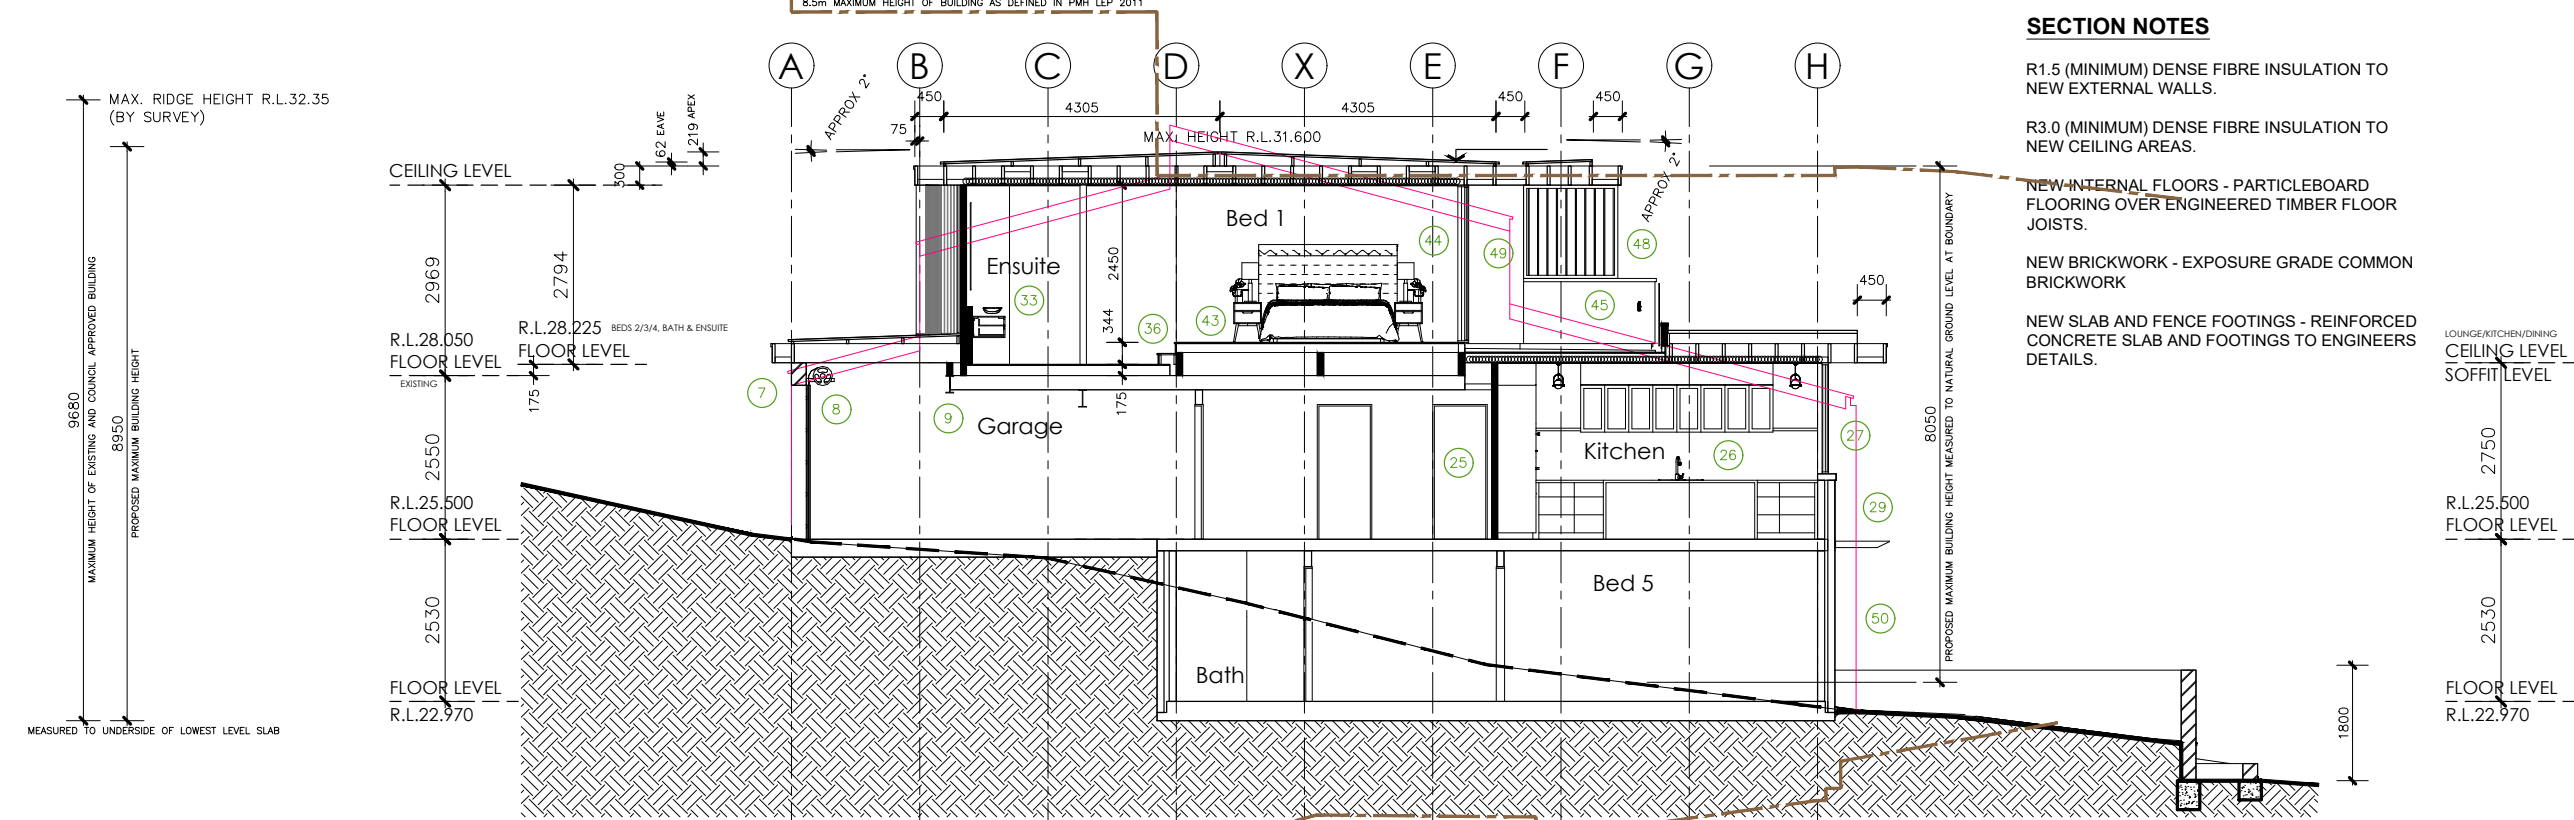 8.5m MAXIMUM HEIGHT OF BUILDING AS DEFINED IN PMH LEP 2011
A
B
C
D
X
E
F
G
H
SECTION NOTES
R1.5 (MINIMUM) DENSE FIBRE INSULATION TO
NEW EXTERNAL WALLS.
R3.0 (MINIMUM) DENSE FIBRE INSULATION TO
NEW CEILING AREAS.
NEW INTERNAL FLOORS - PARTICLEBOARD
FLOORING OVER ENGINEERED TIMBER FLOOR
JOISTS.
NEW BRICKWORK - EXPOSURE GRADE COMMON
BRICKWORK
NEW SLAB AND FENCE FOOTINGS - REINFORCED
CONCRETE SLAB AND FOOTINGS TO ENGINEERS
DETAILS.
MAX. RIDGE HEIGHT R.L.32.35
(BY SURVEY)
9680
MAXIMUM HEIGHT OF EXISTING AND COUNCIL APPROVED BUILDING
8950
PROPOSED MAXIMUM BUILDING HEIGHT
MEASURED TO UNDERSIDE OF LOWEST LEVEL SLAB
CEILING LEVEL
2969
2794
300
62 EAVE
219 APEX
R.L.28.050
FLOOR LEVEL
EXISTING
R.L.28.225 BEDS 2/3/4, BATH & ENSUITE
FLOOR LEVEL
175
2550
R.L.25.500
FLOOR LEVEL
2530
FLOOR LEVEL
R.L.22.970
APPROX 2°
75
450
4305
4305
450
450
MAX. HEIGHT R.L.31.600
APPROX 2°
Ensuite
33
2450
344
175
Bed 1
36
43
44
49
48
45
450
7
8
9
Garage
25
Kitchen
26
27
29
Bath
Bed 5
50
8050
PROPOSED MAXIMUM BUILDING HEIGHT MEASURED TO NATURAL GROUND LEVEL AT BOUNDARY
1800
LOUNGE/KITCHEN/DINING
CEILING LEVEL
SOFFIT LEVEL
2750
R.L.25.500
FLOOR LEVEL
2530
FLOOR LEVEL
R.L.22.970